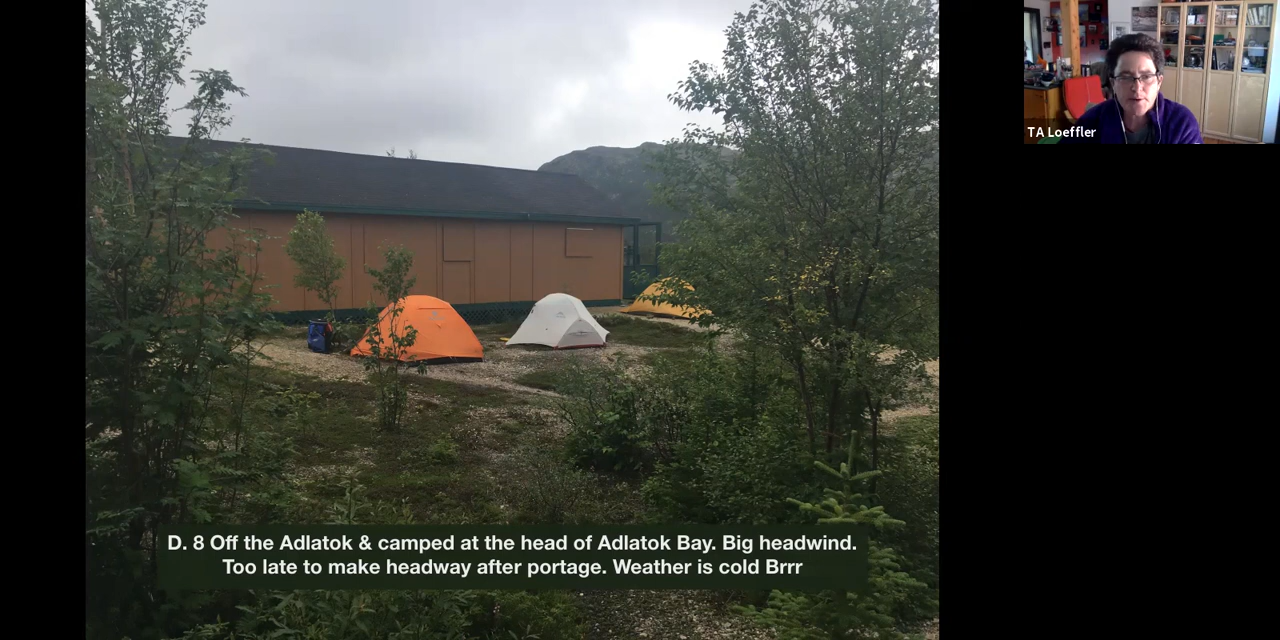 TA Loeffler
D. 8 Off the Adlatok & camped at the head of Adlatok Bay. Big headwind.
Too late to make headway after portage. Weather is cold Brrr